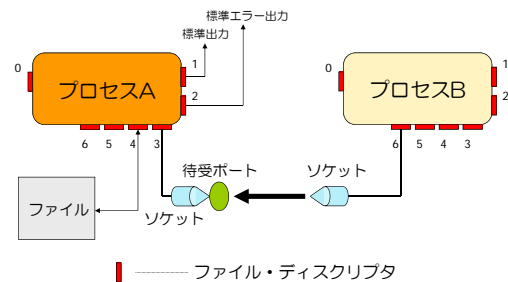 標準エラー出力
標準出力
0
プロセスA
1
2
6
5
4
3
0
プロセスB
1
2
6
5
4
3
待受ポート
ソケット
ファイル
ソケット
ファイル・ディスクリプタ